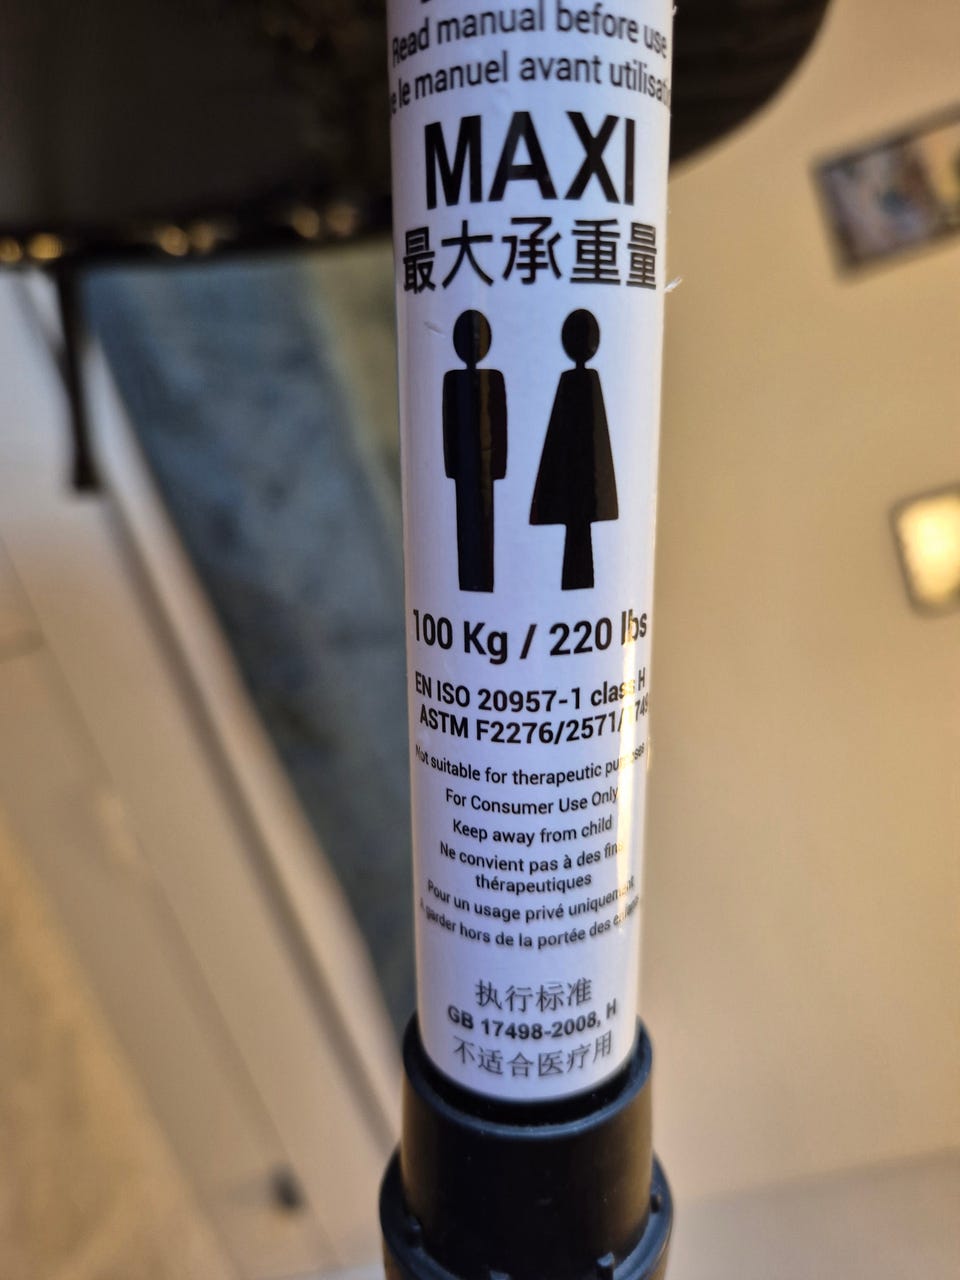 Read manual before use
le manuel avant
MAXI
最大承重量
100 Kg / 220 lbs
EN ISO 20957-1 class H
ASTM F2276/2571/
Not suitable for therapeutic
For Consumer Use Only
Keep away from child
Ne convient pas à des fins
thérapeutiques
Pour un usage privé uniquement
A garder hors de la portée des enfants
执行标准
GB 17498-2008, H
不适合医疗用